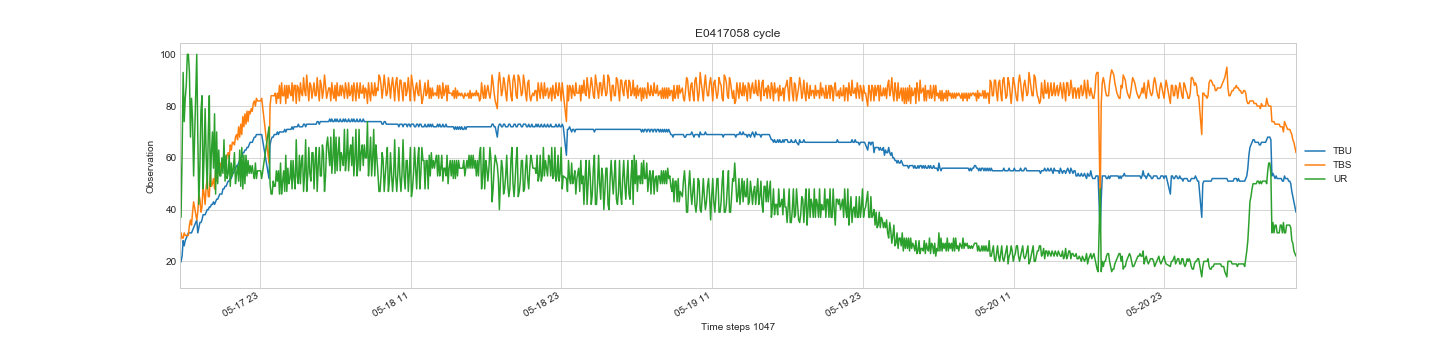 E0417058 cycle
Observation
100
80
60
40
20
05-17 23
05-18 11
05-18 23
05-19 11
05-19 23
05-20 11
05-20 23
Time steps 1047
TBU
TBS
UR